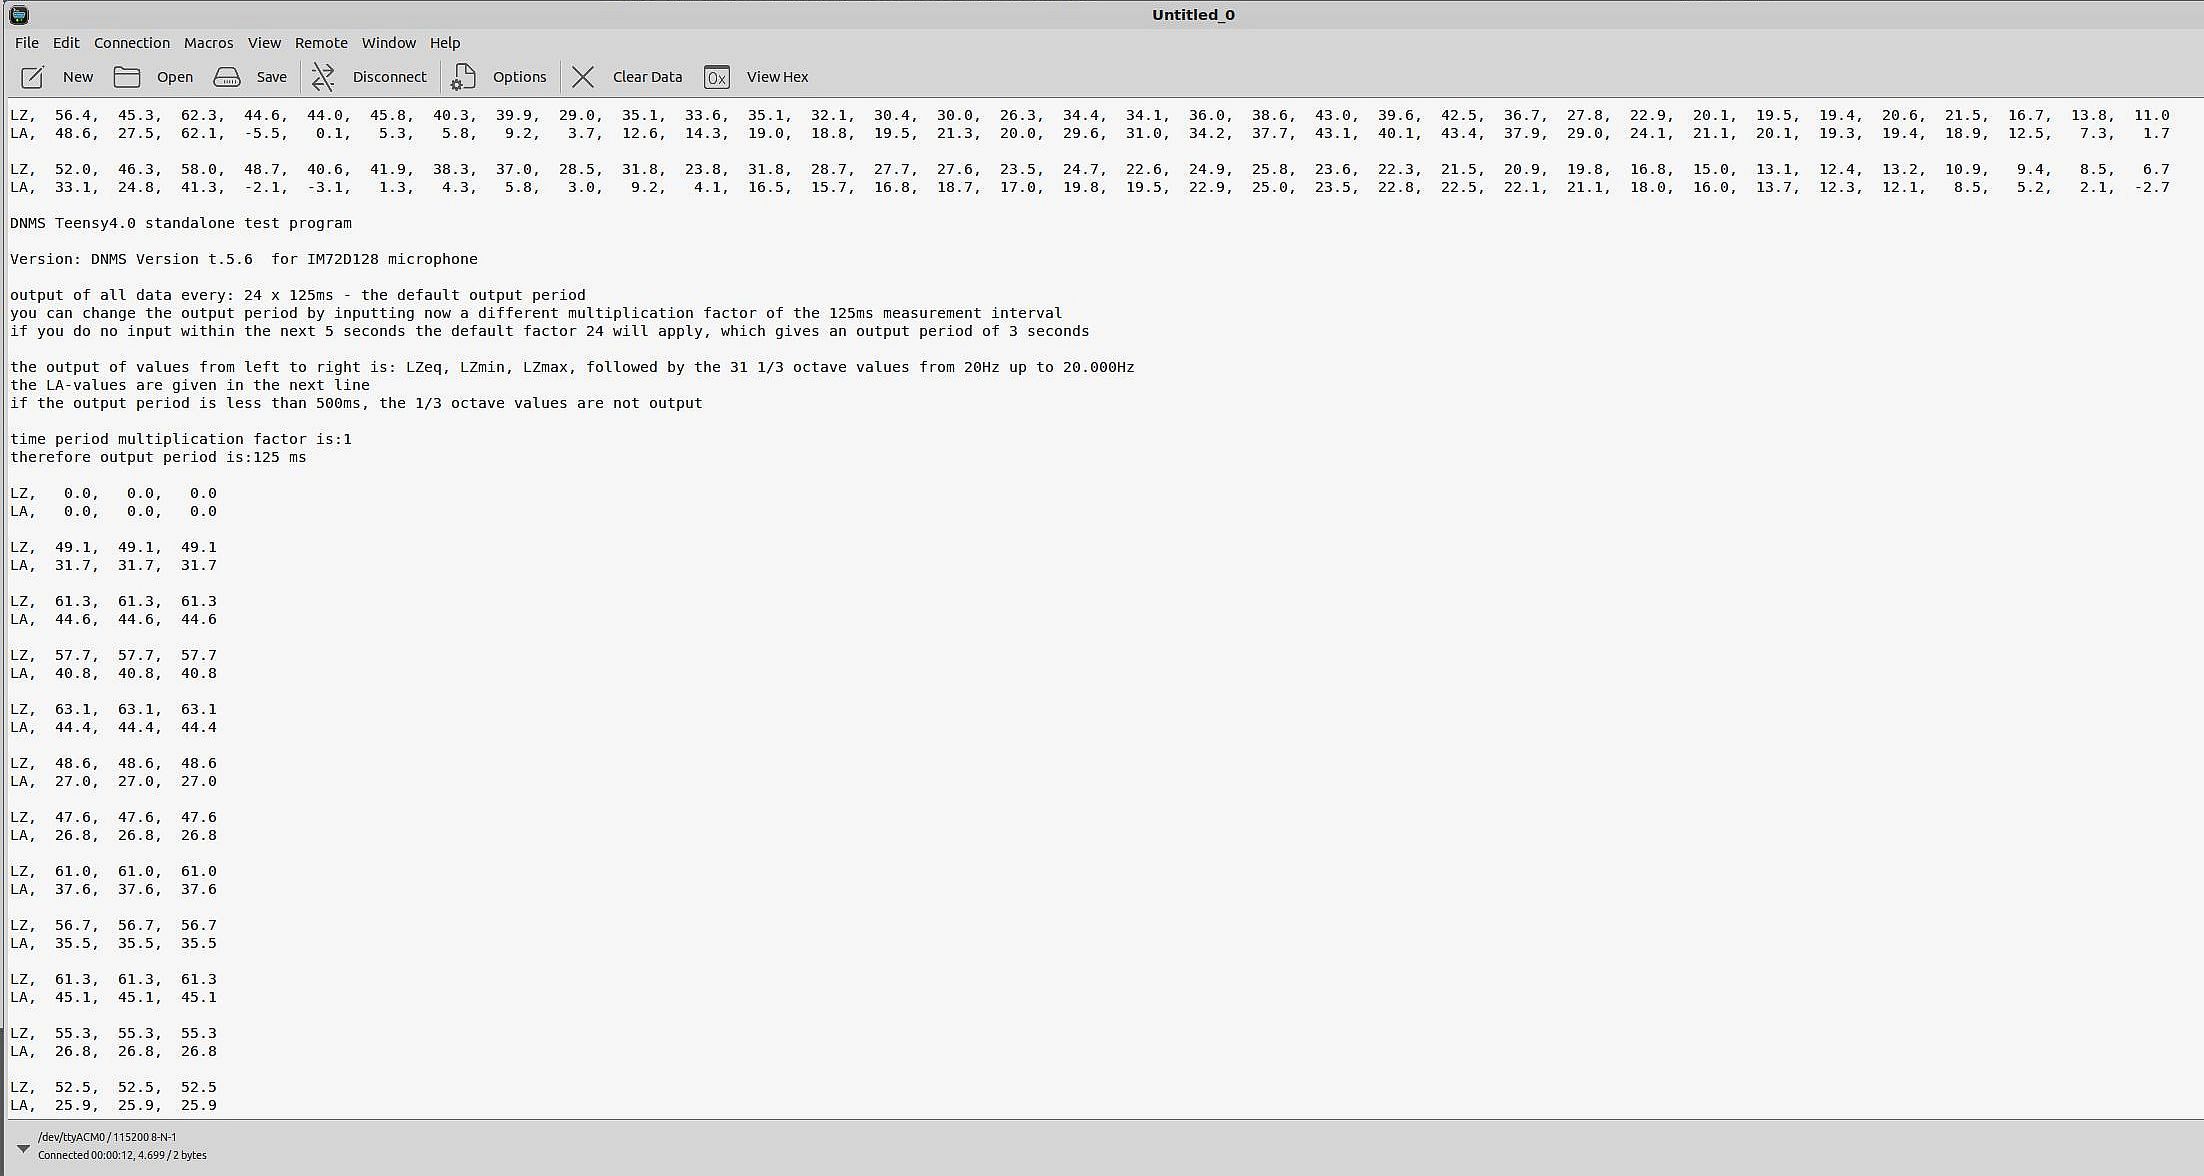 Untitled_0
File Edit Connection Macros View Remote Window Help
New Open Save Disconnect Options Clear Data 0x View Hex
LZ, 56.4, 45.3, 62.3, 44.6, 44.0, 45.8, 40.3, 39.9, 29.0, 35.1, 33.6, 35.1, 32.1, 30.4, 30.0, 26.3, 34.4, 34.1, 36.0, 38.6, 43.0, 39.6, 42.5, 36.7, 27.8, 22.9, 20.1, 19.5, 19.4, 20.6, 21.5, 16.7, 13.8, 11.0
LA, 48.6, 27.5, 62.1, -5.5, 0.1, 5.3, 5.8, 9.2, 3.7, 12.6, 14.3, 19.0, 18.8, 19.5, 21.3, 20.0, 29.6, 31.0, 34.2, 37.7, 43.1, 40.1, 43.4, 37.9, 29.0, 24.1, 21.1, 20.1, 19.3, 19.4, 18.9, 12.5, 7.3, 1.7
LZ, 52.0, 46.3, 58.0, 48.7, 40.6, 41.9, 38.3, 37.0, 28.5, 31.8, 23.8, 31.8, 28.7, 27.7, 27.6, 23.5, 24.7, 22.6, 24.9, 25.8, 23.6, 22.3, 21.5, 20.9, 19.8, 16.8, 15.0, 13.1, 12.4, 13.2, 10.9, 9.4, 8.5, 6.7
LA, 33.1, 24.8, 41.3, -2.1, -3.1, 1.3, 4.3, 5.8, 3.0, 9.2, 4.1, 16.5, 15.7, 16.8, 18.7, 17.0, 19.8, 19.5, 22.9, 25.0, 23.5, 22.8, 22.5, 22.1, 21.1, 18.0, 16.0, 13.7, 12.3, 12.1, 8.5, 5.2, 2.1, -2.7
DNMS Teensy4.0 standalone test program
Version: DNMS Version t.5.6 for IM72D128 microphone
output of all data every: 24 x 125ms - the default output period
you can change the output period by inputting now a different multiplication factor of the 125ms measurement interval
if you do no input within the next 5 seconds the default factor 24 will apply, which gives an output period of 3 seconds
the output of values from left to right is: LZeq, LZmin, LZmax, followed by the 31 1/3 octave values from 20Hz up to 20.000Hz
the LA-values are given in the next line
if the output period is less than 500ms, the 1/3 octave values are not output
time period multiplication factor is:1
therefore output period is:125 ms
LZ, 0.0, 0.0, 0.0
LA, 0.0, 0.0, 0.0
LZ, 49.1, 49.1, 49.1
LA, 31.7, 31.7, 31.7
LZ, 61.3, 61.3, 61.3
LA, 44.6, 44.6, 44.6
LZ, 57.7, 57.7, 57.7
LA, 40.8, 40.8, 40.8
LZ, 63.1, 63.1, 63.1
LA, 44.4, 44.4, 44.4
LZ, 48.6, 48.6, 48.6
LA, 27.0, 27.0, 27.0
LZ, 47.6, 47.6, 47.6
LA, 26.8, 26.8, 26.8
LZ, 61.0, 61.0, 61.0
LA, 37.6, 37.6, 37.6
LZ, 56.7, 56.7, 56.7
LA, 35.5, 35.5, 35.5
LZ, 61.3, 61.3, 61.3
LA, 45.1, 45.1, 45.1
LZ, 55.3, 55.3, 55.3
LA, 26.8, 26.8, 26.8
LZ, 52.5, 52.5, 52.5
LA, 25.9, 25.9, 25.9
/dev/ttyACM0 / 115200 8-N-1
Connected 00:00:12, 4.699 / 2 bytes